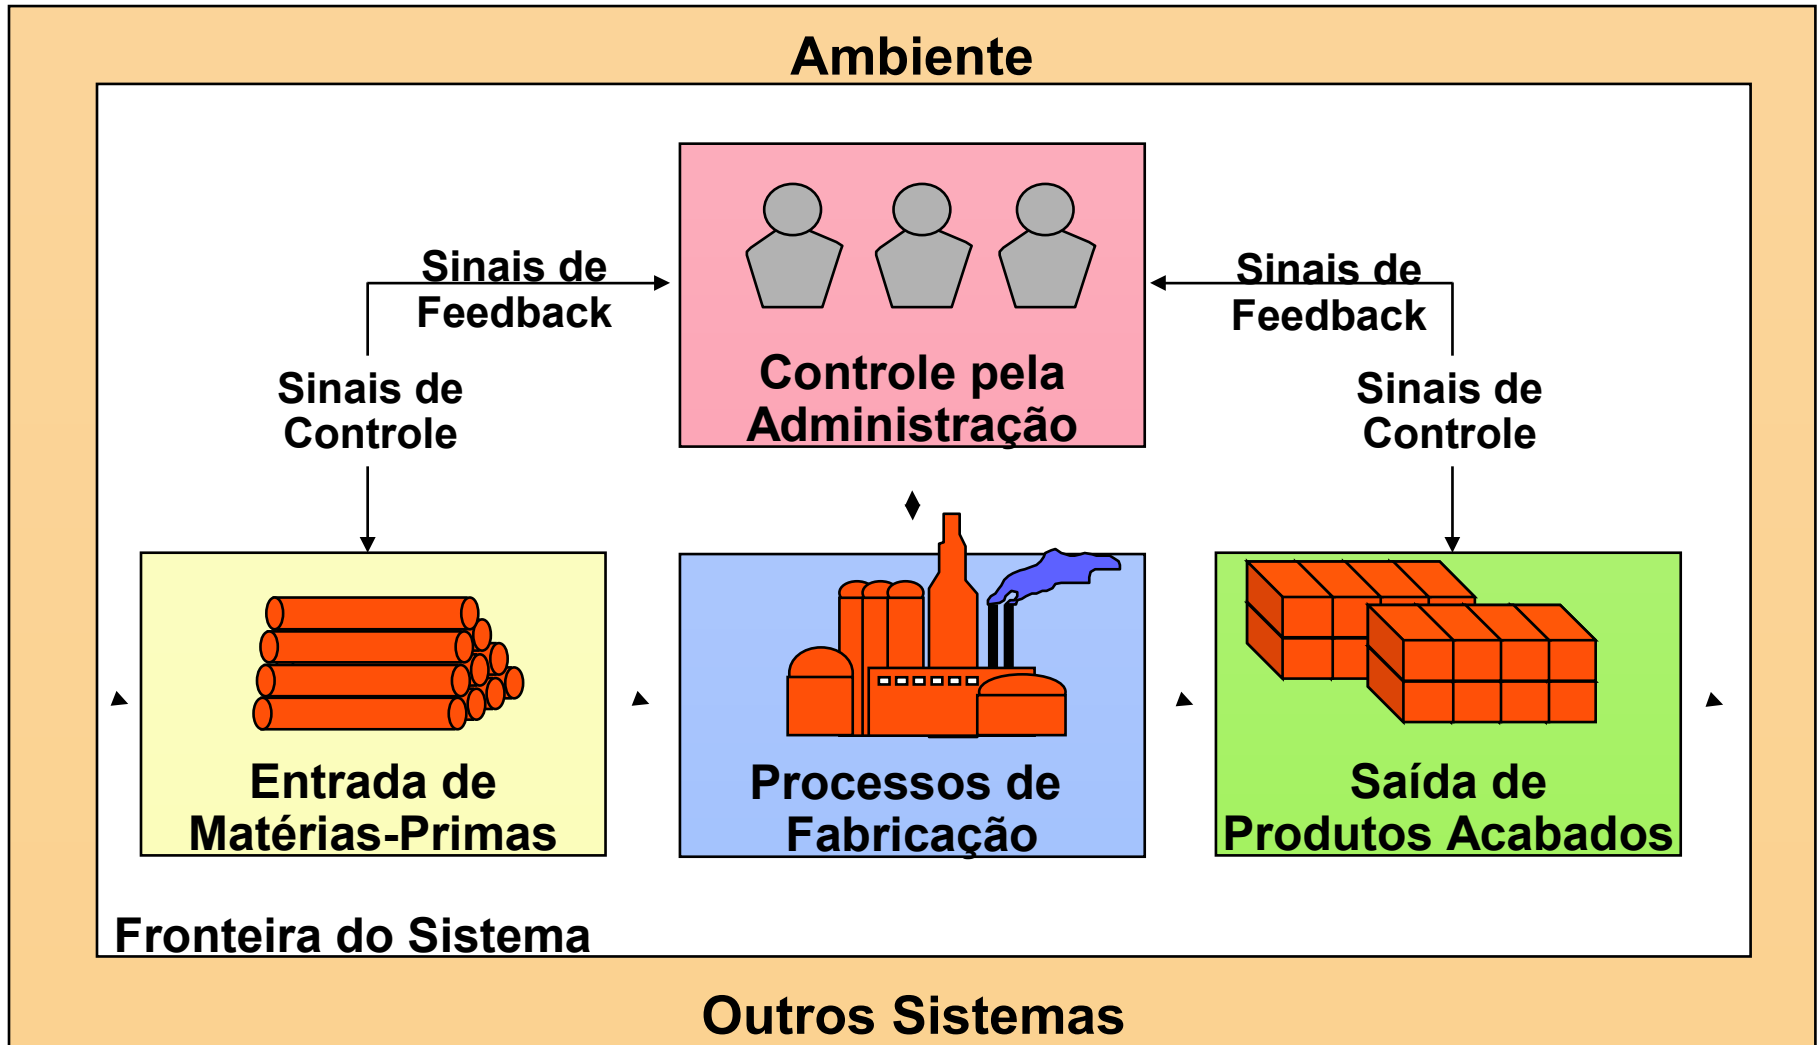 Ambiente
Sinais de
Feedback
Sinais de
Feedback
Sinais de
Controle
Controle pela
Administração
Sinais de
Controle
Entrada de
Matérias-Primas
Processos de
Fabricação
Saída de
Produtos Acabados
Fronteira do Sistema
Outros Sistemas